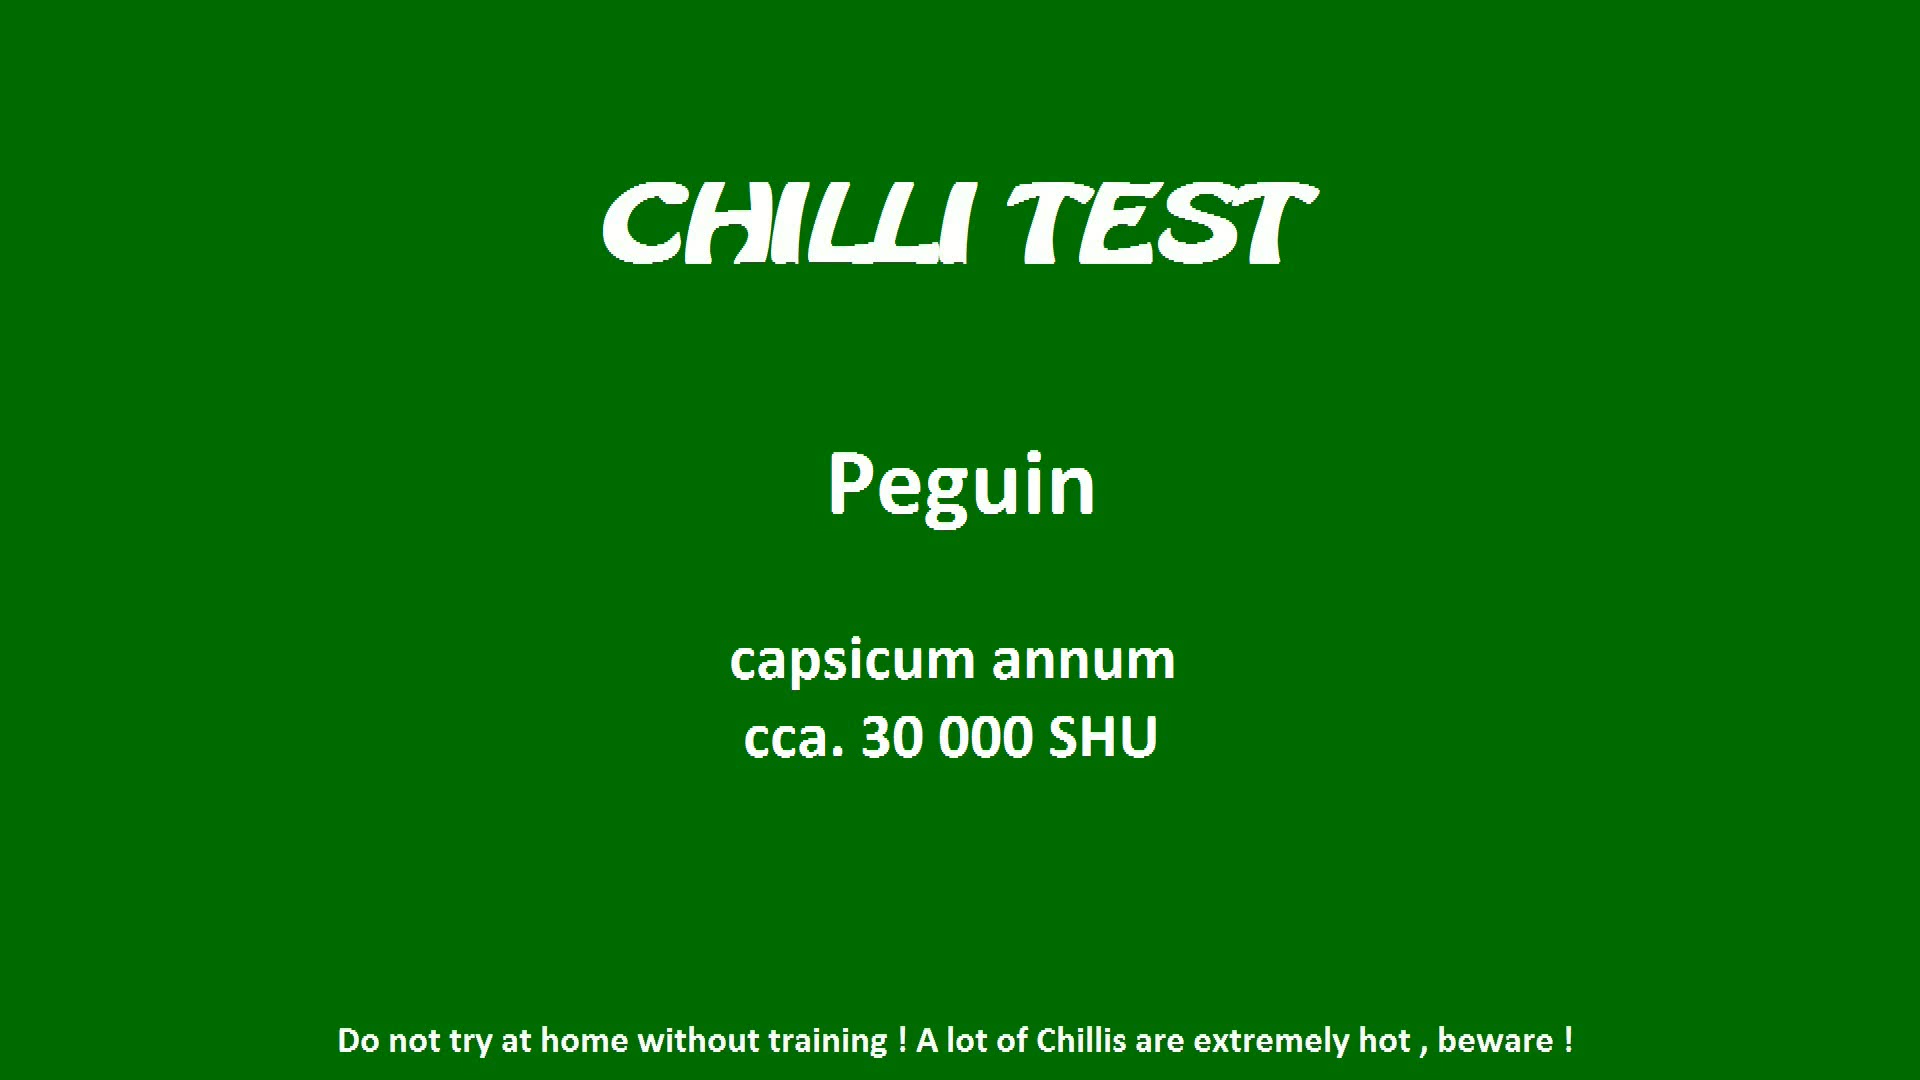 CHILLI TEST
Peguin
capsicum annum
cca. 30 000 SHU
Do not try at home without training ! A lot of Chillis are extremely hot , beware !